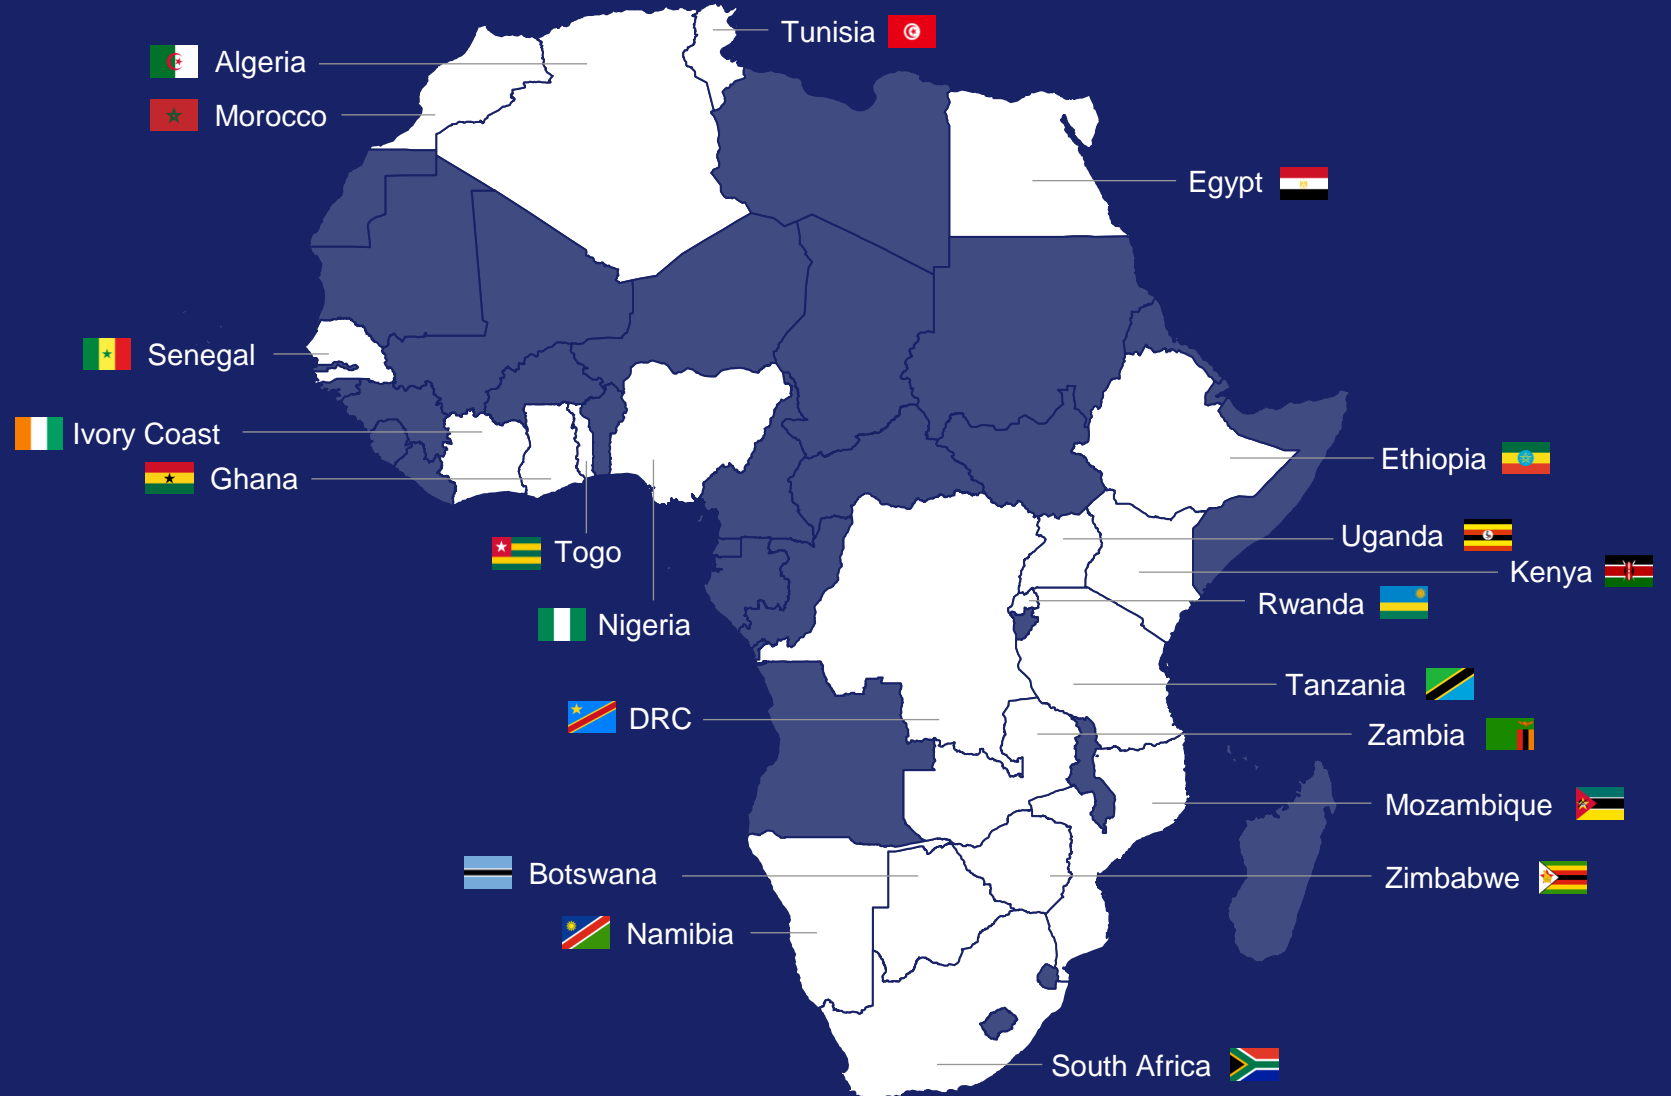 Tunisia
Algeria
Morocco
Egypt
Senegal
Ivory Coast
Ghana
Ethiopia
Uganda
Togo
Kenya
Rwanda
Nigeria
Tanzania
DRC
Zambia
Mozambique
Botswana
Zimbabwe
Namibia
South Africa